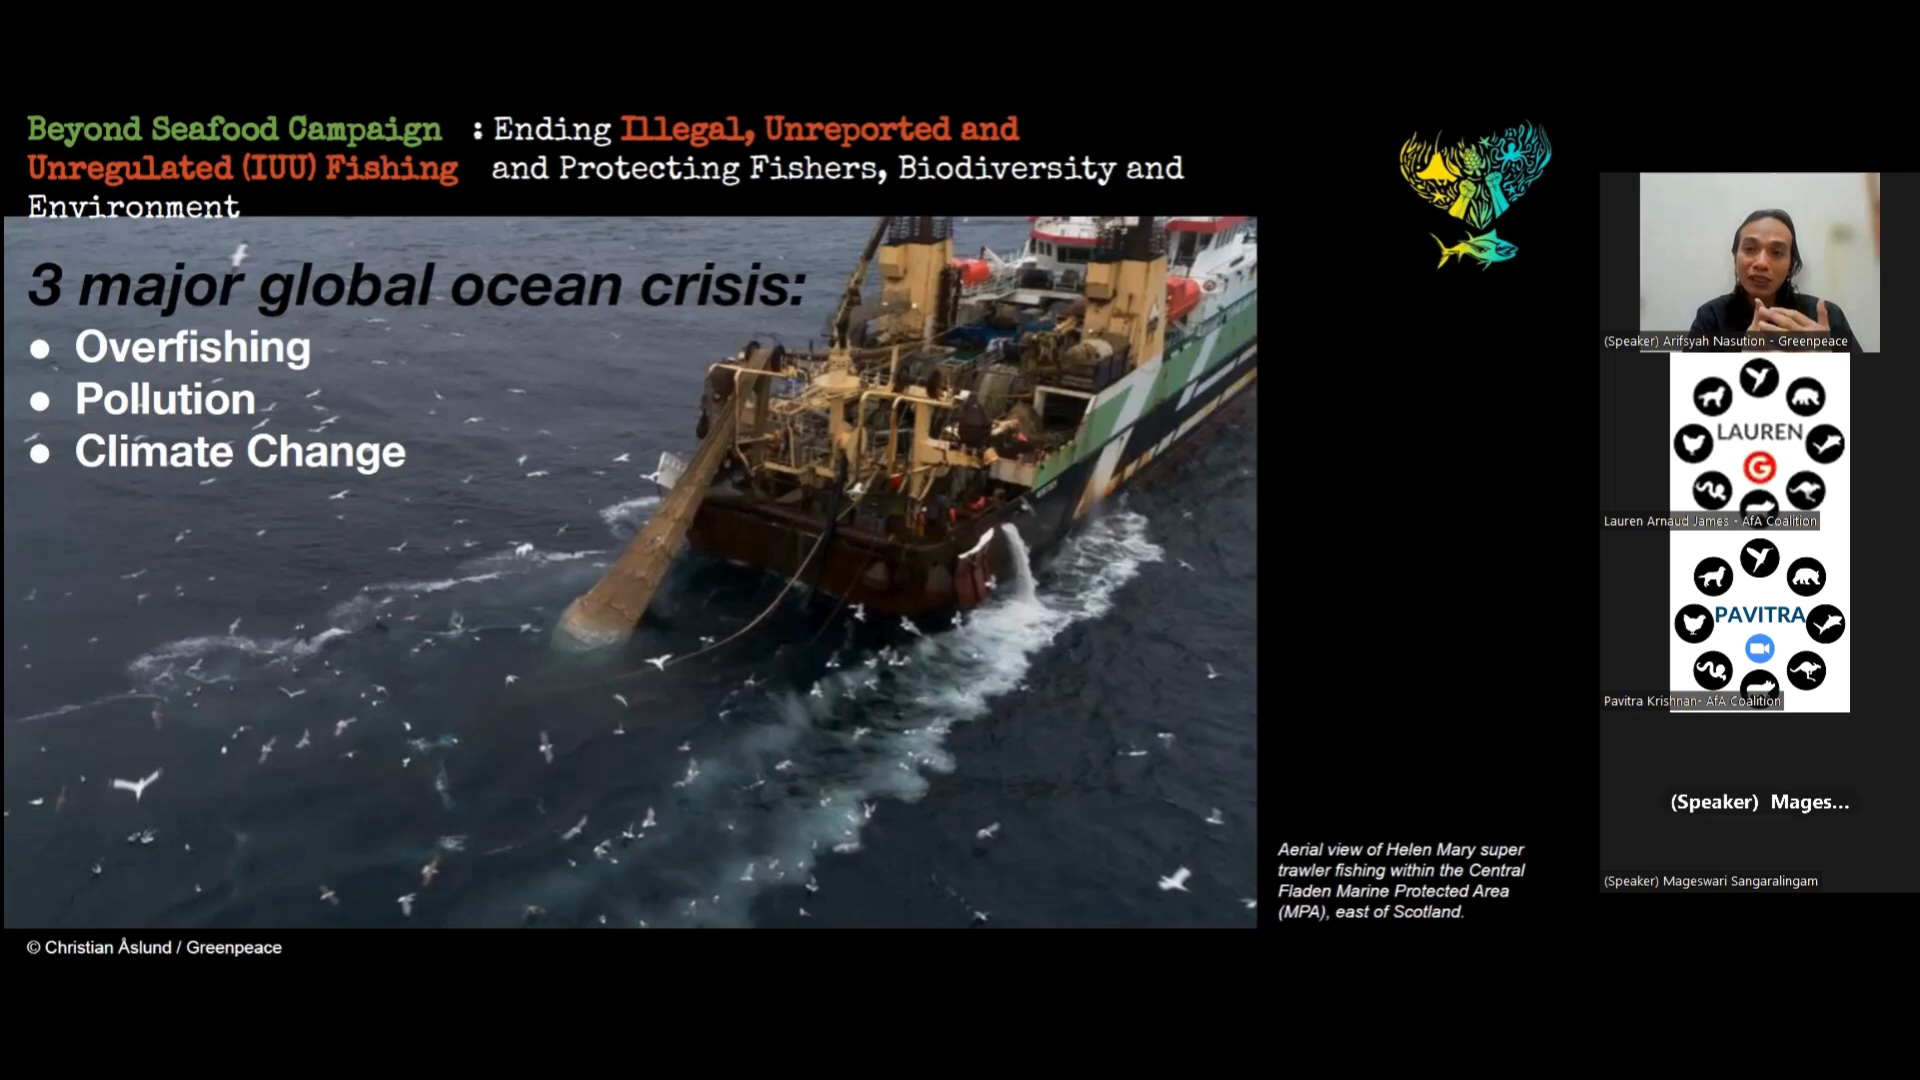 Beyond Seafood Campaign : Ending Illegal, Unreported and
Unregulated (IUU) Fishing and Protecting Fishers, Biodiversity and
Environment
3 major global ocean crisis:
● Overfishing
● Pollution
● Climate Change
Aerial view of Helen Mary super
trawler fishing within the Central
Fladen Marine Protected Area
(MPA), east of Scotland.
© Christian Åslund / Greenpeace
(Speaker) Arifsyah Nasution - Greenpeace
LAUREN
G
Lauren Arnaud James - AfA Coalition
PAVITRA
Pavitra Krishnan- AfA Coalition
(Speaker) Mages...
(Speaker) Mageswari Sangaralingam